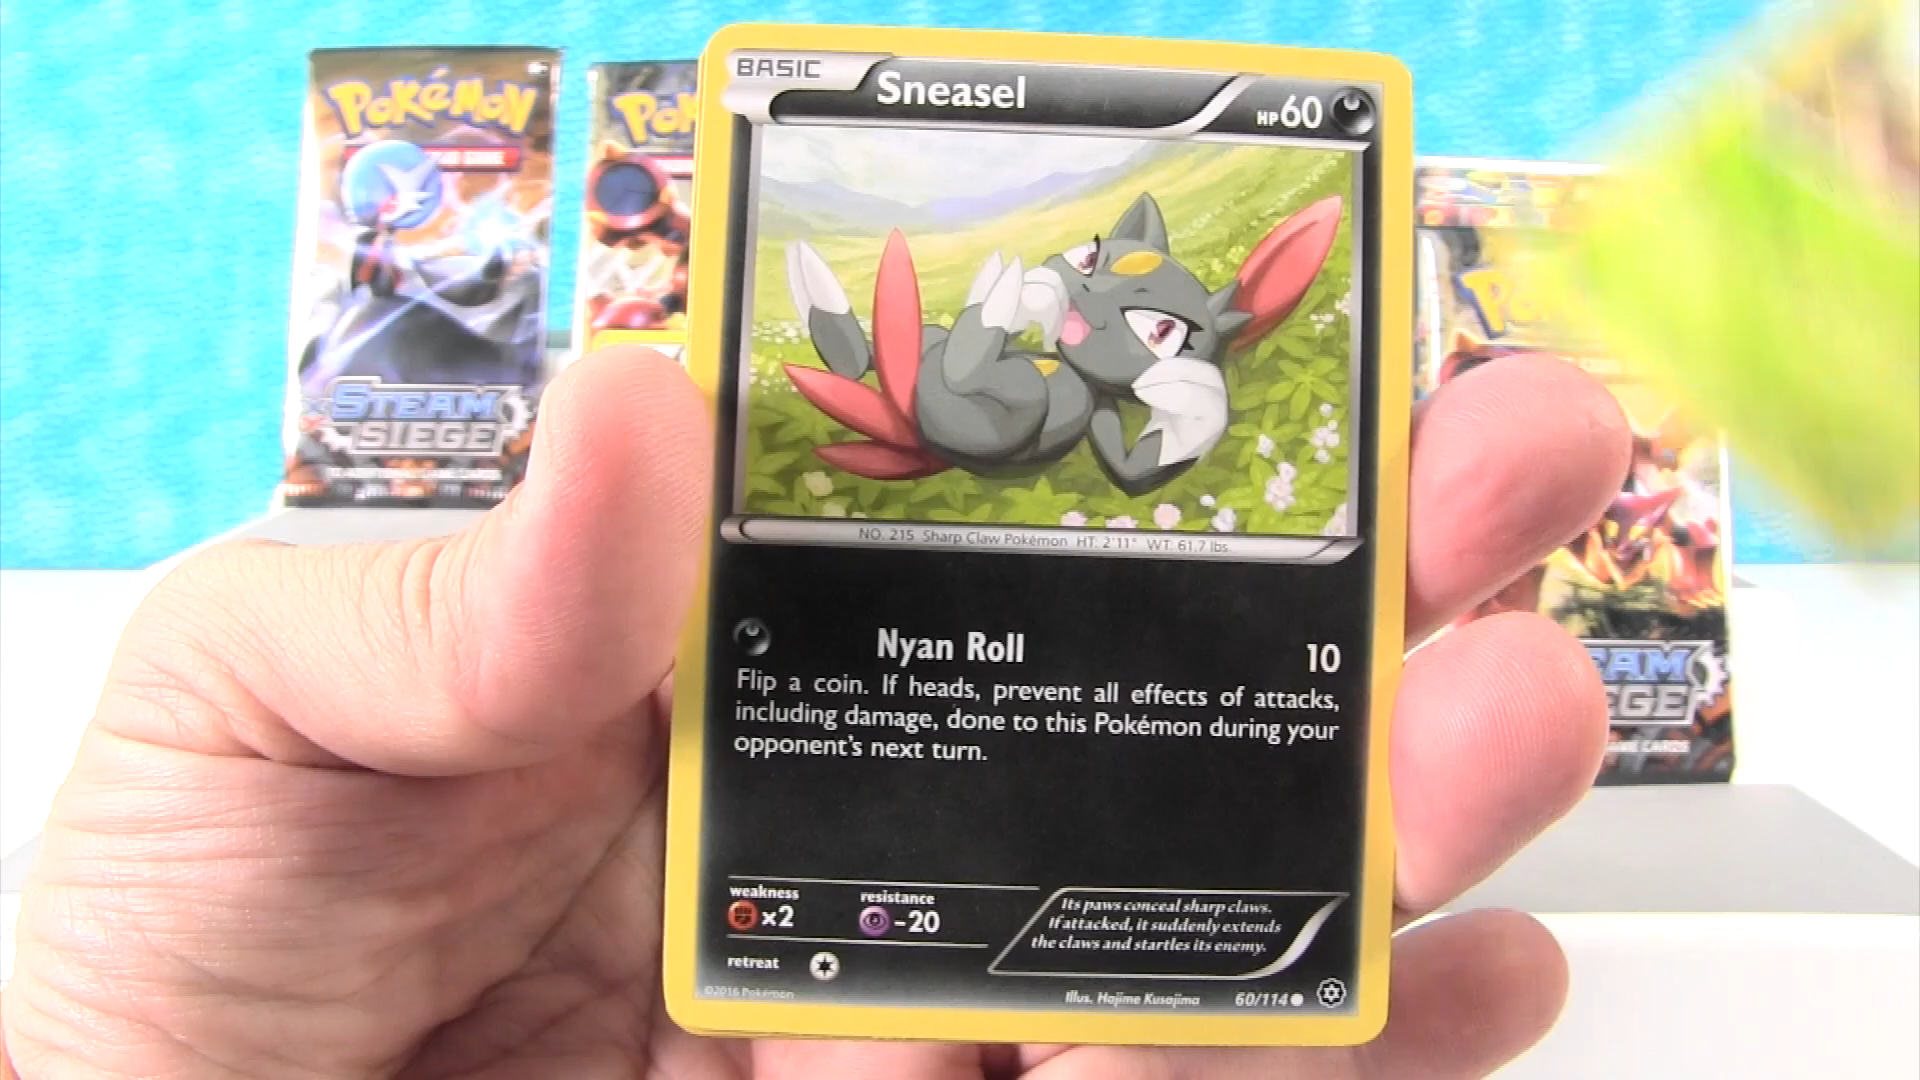 POKéMON
STEAM
SIEGE
BASIC
Sneasel
HP60
NO. 215 Sharp Claw Pokémon HT: 2'11" WT: 61.7 lbs.
Nyan Roll
10
Flip a coin. If heads, prevent all effects of attacks,
including damage, done to this Pokémon during your
opponent's next turn.
weakness
×2
resistance
-20
retreat
Its paws conceal sharp claws.
If attacked, it suddenly extends
the claws and startles its enemy.
©2016 Pokémon
Illus. Hajime Kusajima
60/114